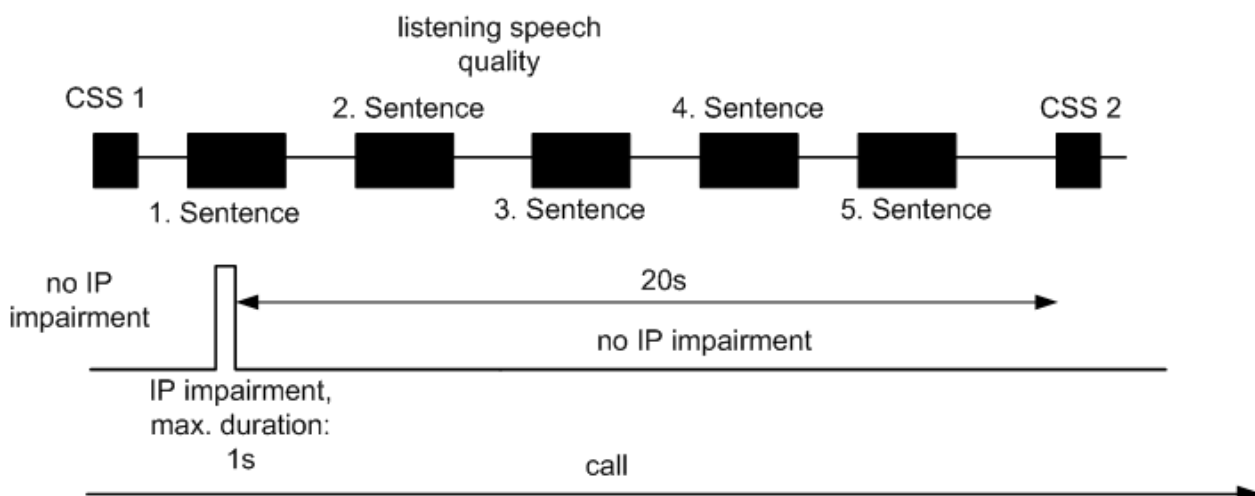 listening speech
quality
CSS 1
2. Sentence
4. Sentence
CSS 2
1. Sentence
3. Sentence
5. Sentence
no IP
impairment
20s
no IP impairment
IP impairment,
max. duration:
1s
call